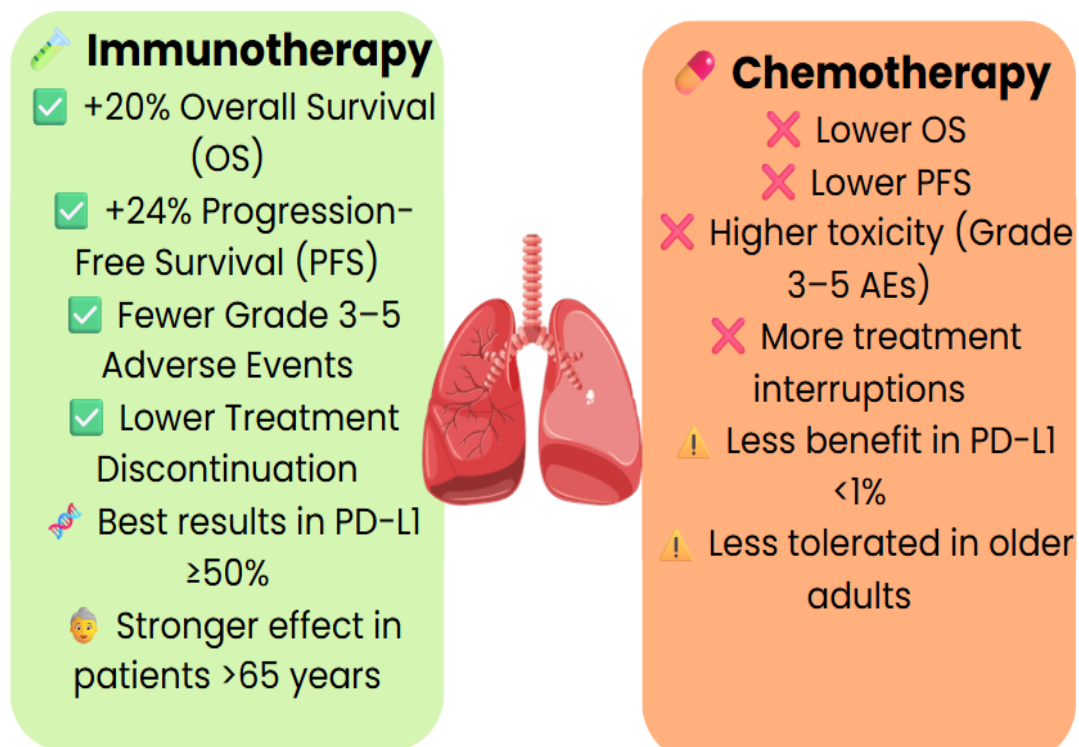 Immunotherapy
+20% Overall Survival
(OS)
+24% Progression-
Free Survival (PFS)
Fewer Grade 3–5
Adverse Events
Lower Treatment
Discontinuation
Best results in PD-L1
≥50%
Stronger effect in
patients >65 years
Chemotherapy
Lower OS
Lower PFS
Higher toxicity (Grade
3–5 AEs)
More treatment
interruptions
Less benefit in PD-L1
<1%
Less tolerated in older
adults